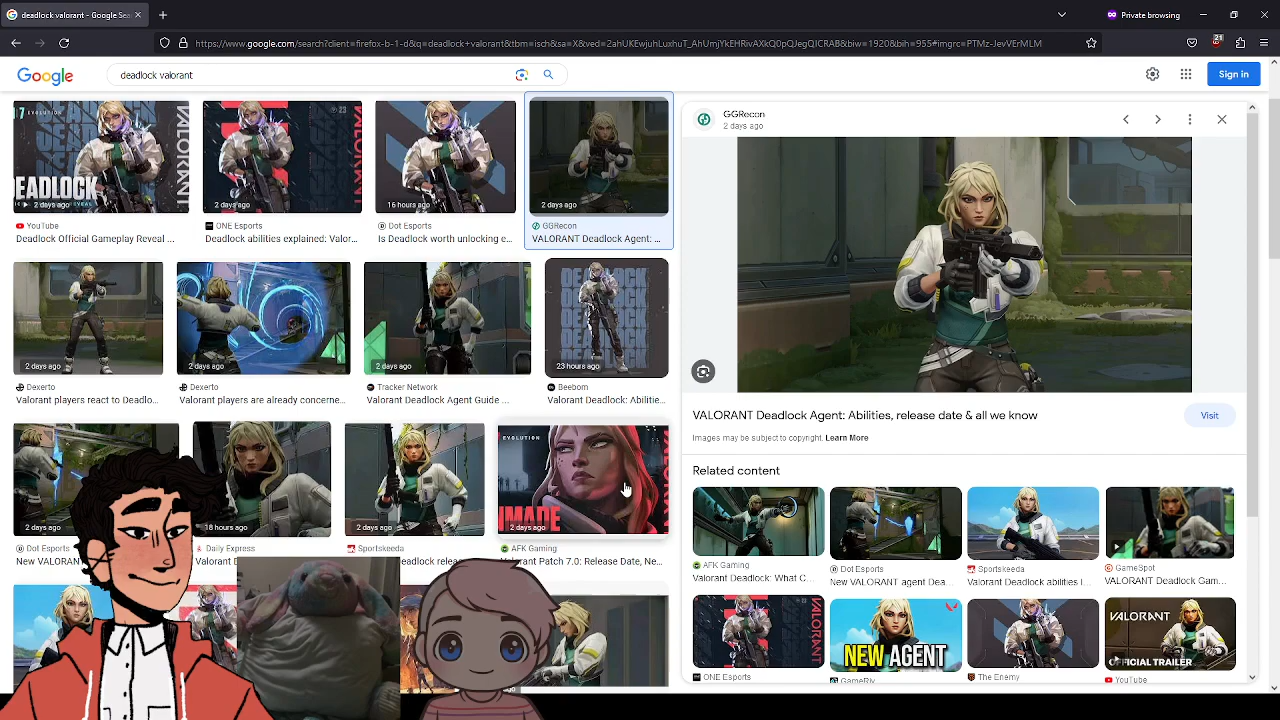 deadlock valorant - Google Sea
Private browsing
https://www.google.com/search?client=firefox-b-1-d&q=deadlock+valorant&tbm=isch&sa=X&ved=2ahUKEwjuhLuxhuT_AhUmjYkEHRivAXkQ0pQJegQICRAB&biw=1920&bih=955#imgrc=PTMz-JevVErMLM
21
Google
deadlock valorant
Sign in
17 EVOLUTION
DEADLOCK
VALORANT
2 days ago
2 days ago
16 hours ago
2 days ago
YouTube
ONE Esports
Dot Esports
GGRecon
Deadlock Official Gameplay Reveal ...
Deadlock abilities explained: Valor...
Is Deadlock worth unlocking e...
VALORANT Deadlock Agent: ...
DEADLOCK
2 days ago
2 days ago
2 days ago
23 hours ago
Dexerto
Dexerto
Tracker Network
Beebom
Valorant players react to Deadlo...
Valorant players are already concerne...
Valorant Deadlock Agent Guide ...
Valorant Deadlock: Abilitie...
EVOLUTION
2 days ago
18 hours ago
2 days ago
2 days ago
Dot Esports
Daily Express
Sportskeeda
AFK Gaming
New VALORANT
Valorant Patch 7.0: Release Date, Ne...
GGRecon
2 days ago
VALORANT Deadlock Agent: Abilities, release date & all we know
Visit
Images may be subject to copyright. Learn More
Related content
AFK Gaming
Dot Esports
Sportskeeda
GameSpot
Valorant Deadlock: What C...
New VALORANT agent Dea...
Valorant Deadlock abilities l...
VALORANT Deadlock Gam...
VALORANT
NEW AGENT
VALORANT
OFFICIAL TRAILER
ONE Esports
GameRiv
The Enemy
YouTube